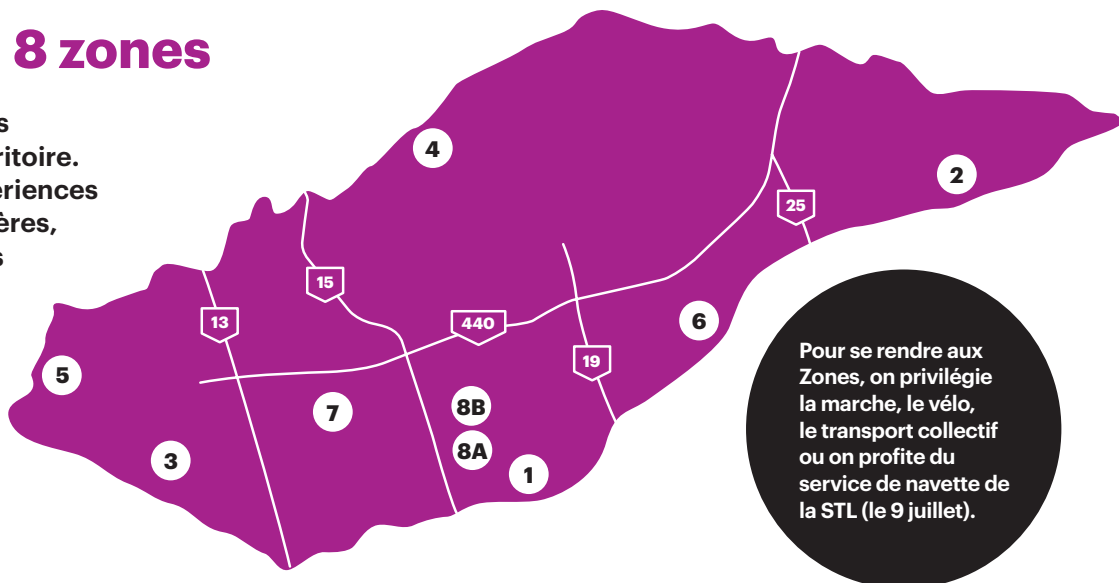 8 zones
ritoire.
4
2
25
15
13
440
6
19
5
7
8B
8A
3
1
Pour se rendre aux
Zones, on privilégie
la marche, le vélo,
le transport collectif
ou on profite du
service de navette de
la STL (le 9 juillet).